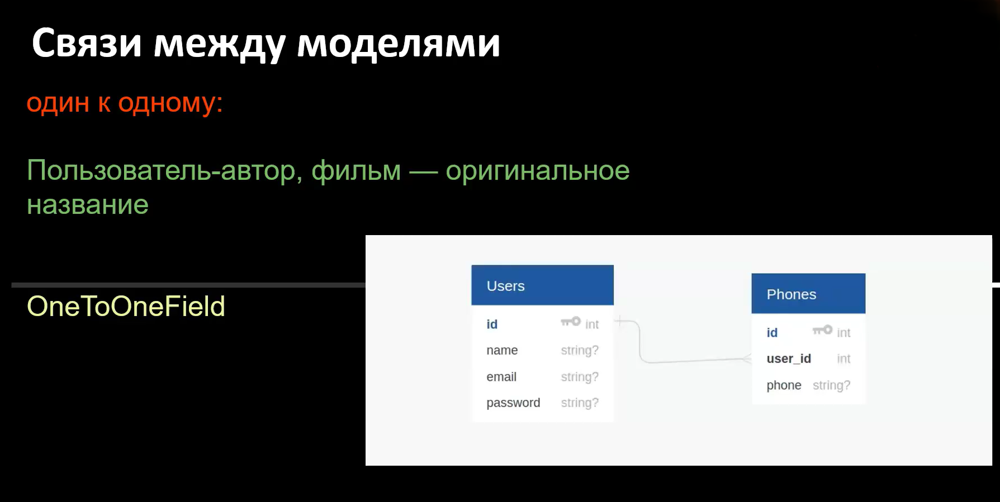 Связи между моделями
один к одному:
Пользователь-автор, фильм — оригинальное
название
OneToOneField
Users
id int
name string?
email string?
password string?
Phones
id int
user_id int
phone string?